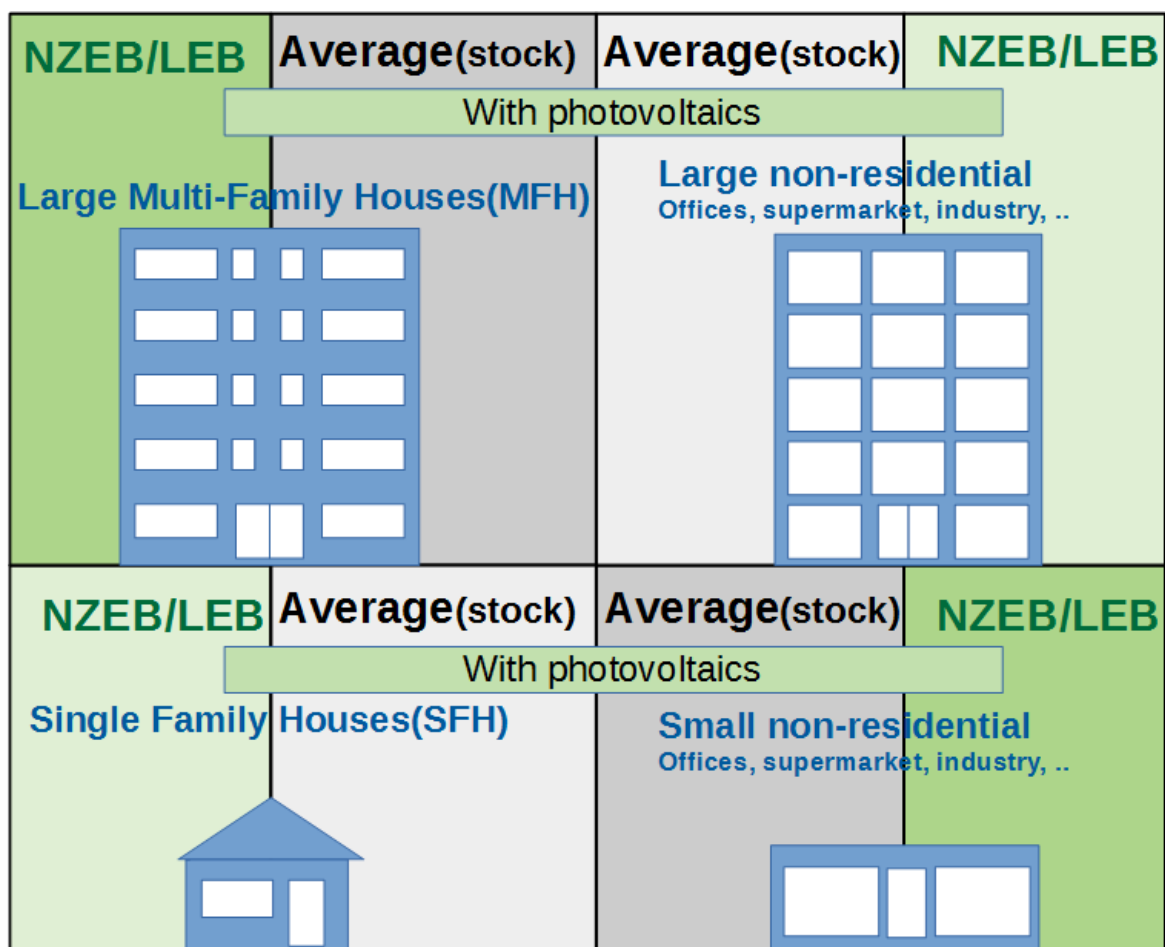 NZEB/LEB Average(stock) Average(stock) NZEB/LEB
With photovoltaics
Large Multi-Family Houses(MFH)
Large non-residential
Offices, supermarket, industry, ..
NZEB/LEB Average(stock) Average(stock) NZEB/LEB
With photovoltaics
Single Family Houses(SFH)
Small non-residential
Offices, supermarket, industry, ..